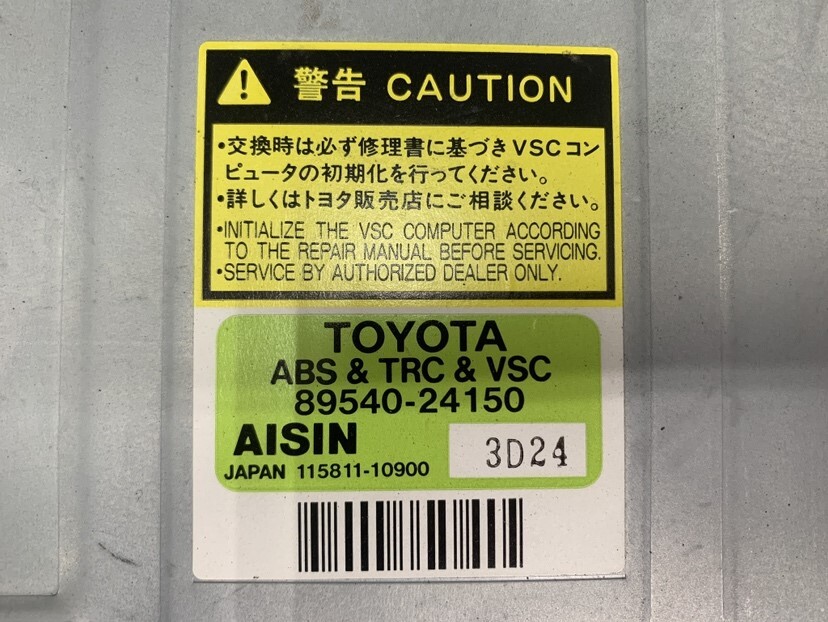 警告 CAUTION
・交換時は必ず修理書に基づきVSCコン
ピュータの初期化を行ってください。
・詳しくはトヨタ販売店にご相談ください。
・INITIALIZE THE VSC COMPUTER ACCORDING
TO THE REPAIR MANUAL BEFORE SERVICING.
・SERVICE BY AUTHORIZED DEALER ONLY.
TOYOTA
ABS & TRC & VSC
89540-24150
AISIN 3D24
JAPAN 115811-10900